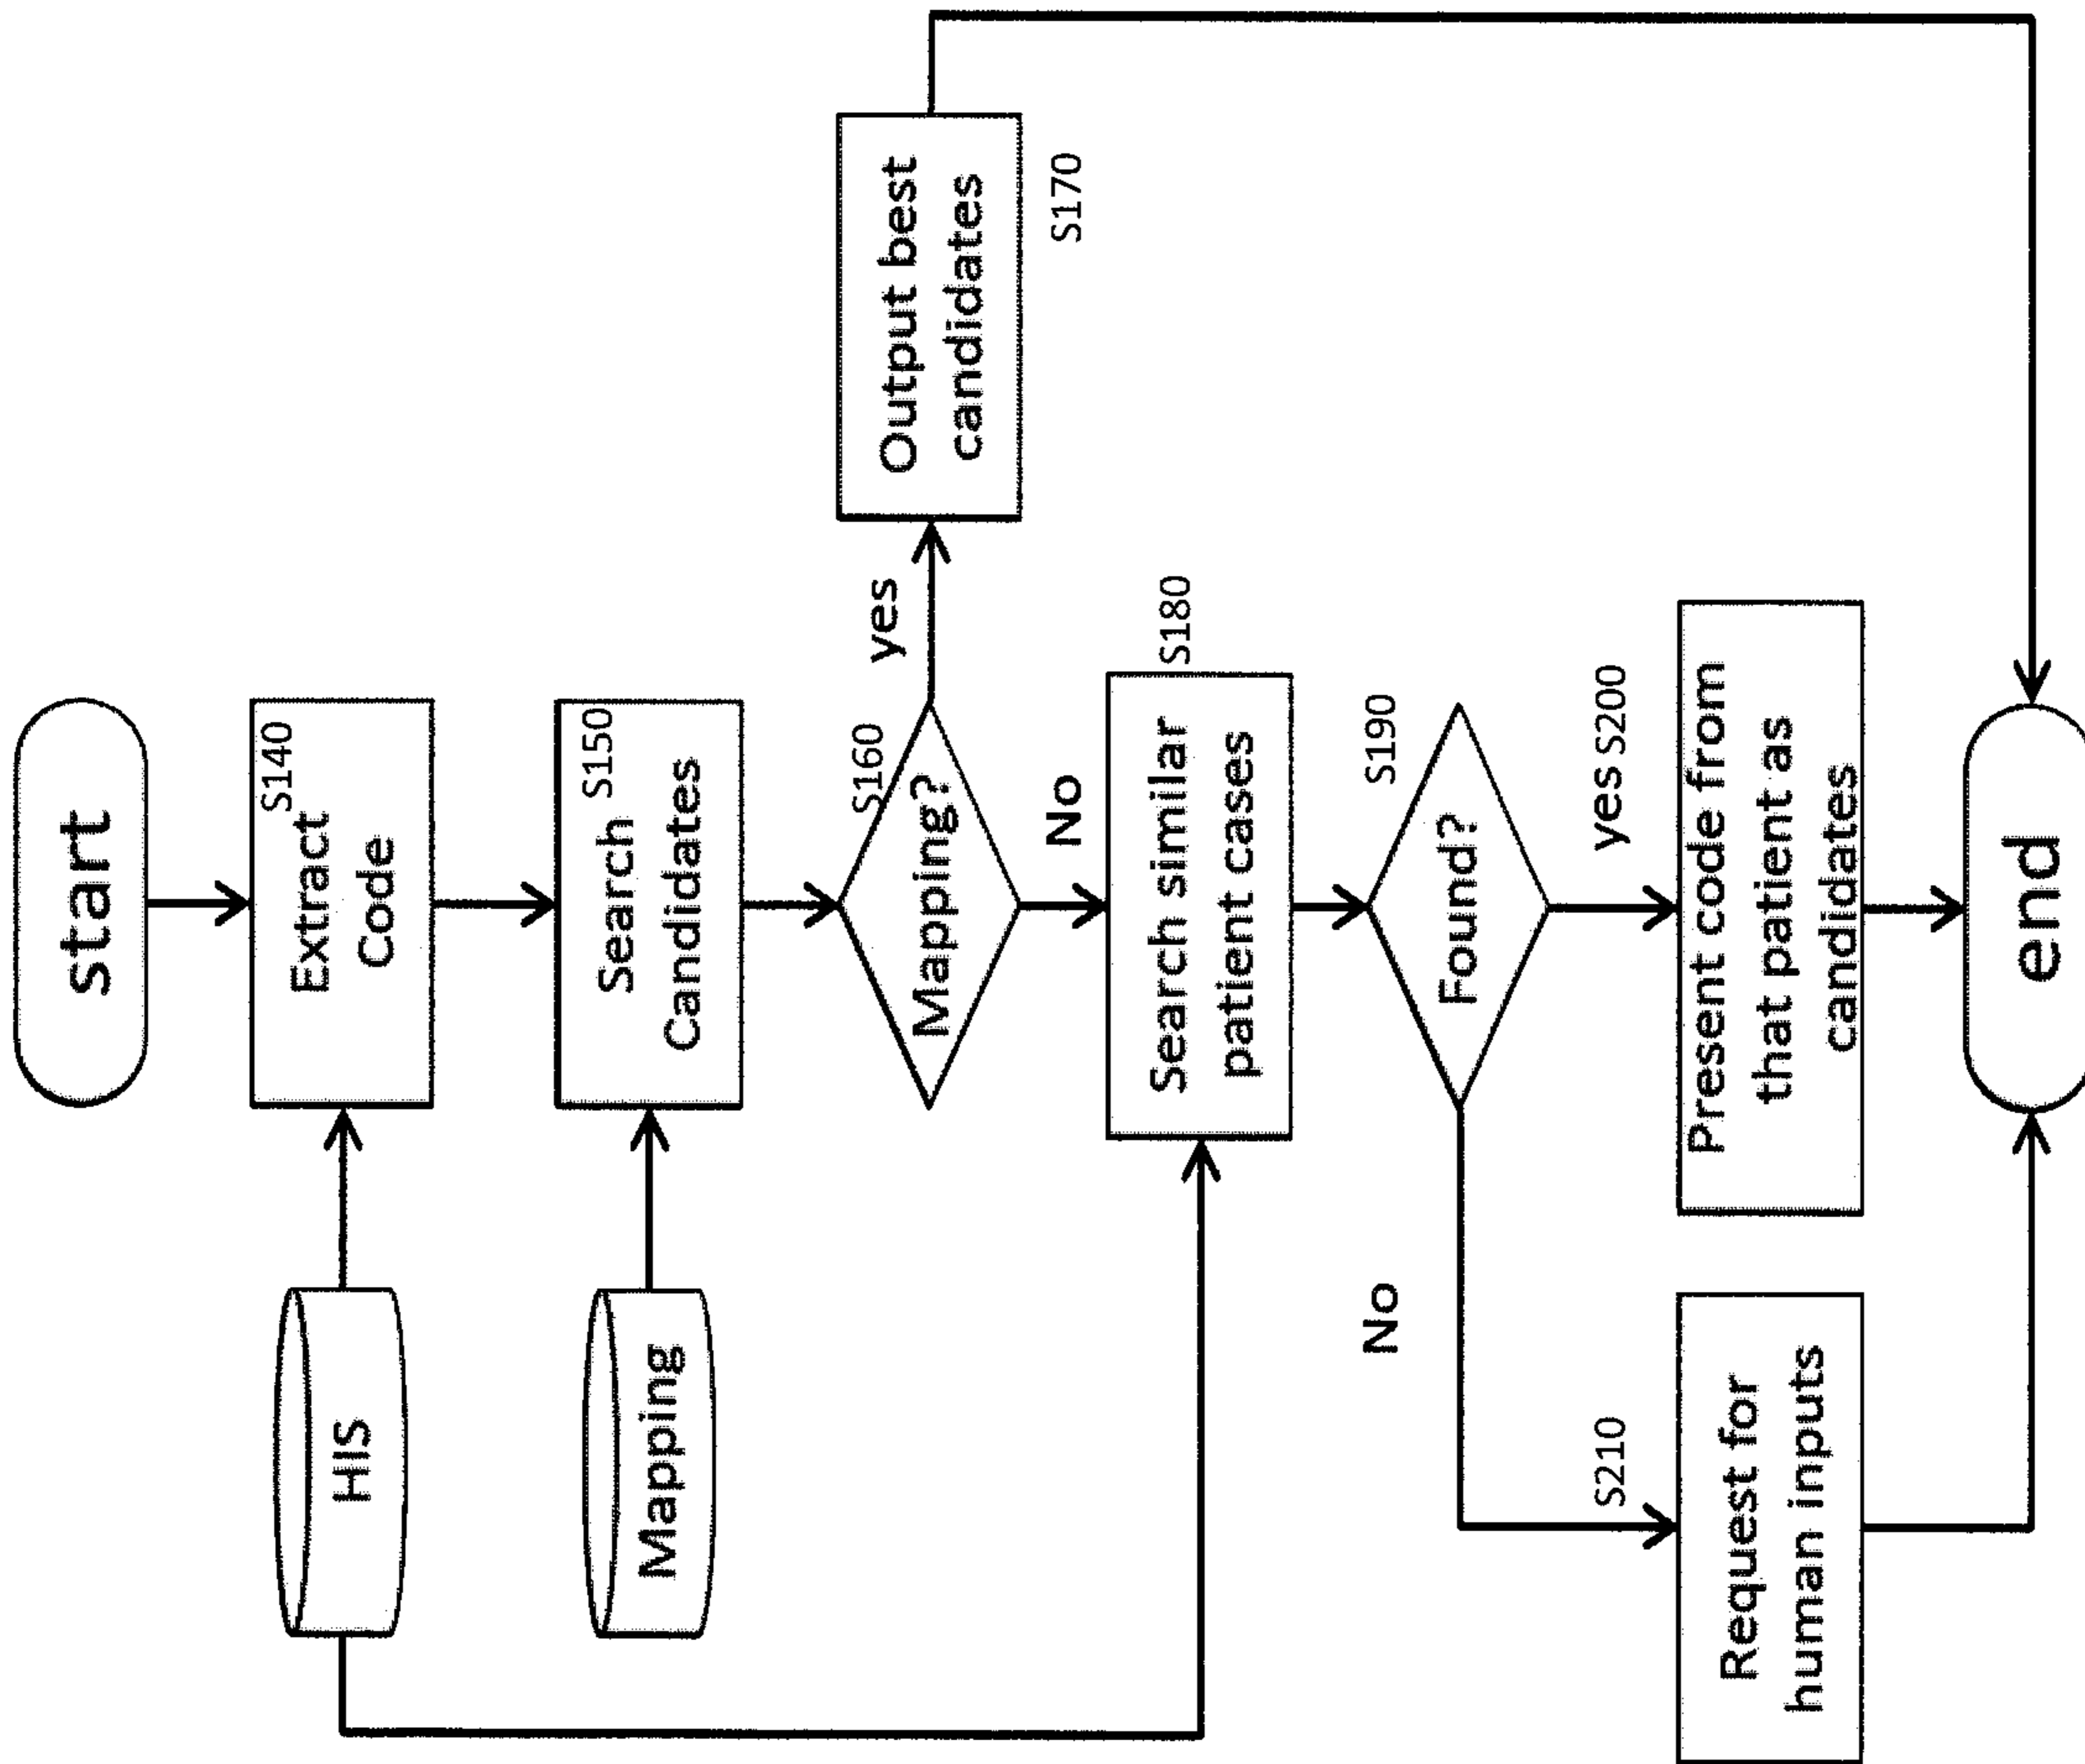 start
S140
Extract
Code
HIS
S150
Search
Candidates
Mapping
S160
Mapping?
yes
Output best
candidates
S170
No
S180
Search similar
patient cases
S190
Found?
No
yes S200
Present code from
that patient as
candidates
S210
Request for
human inputs
end